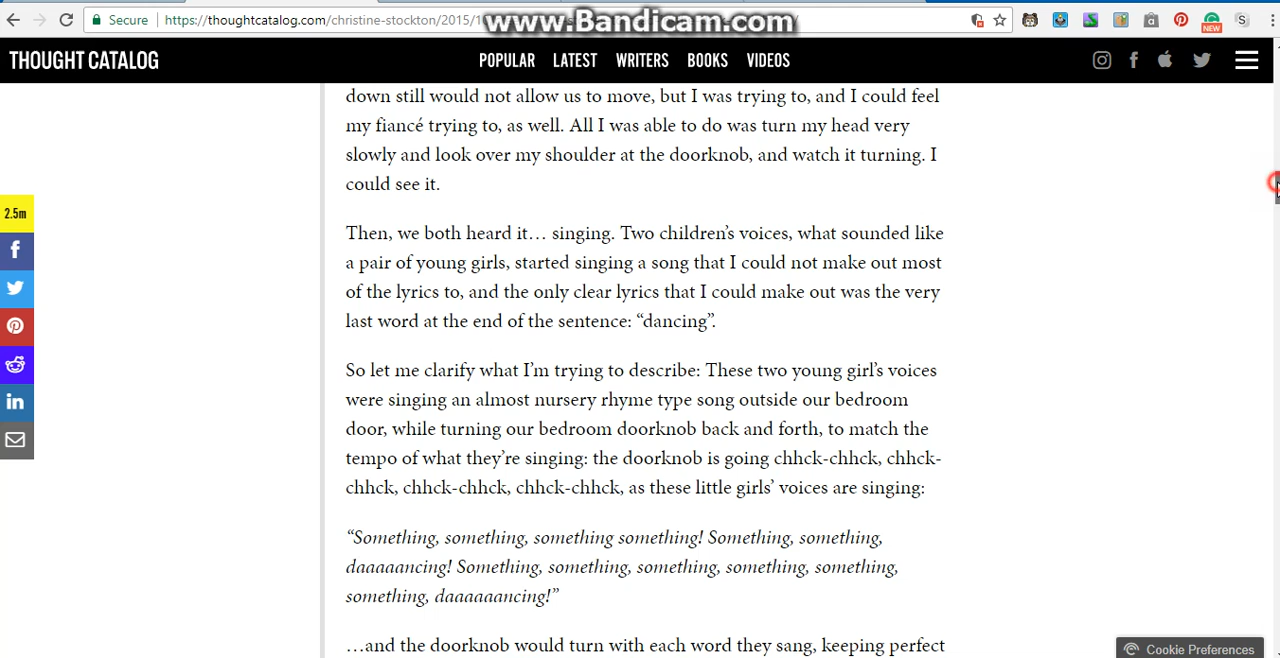 Secure https://thoughtcatalog.com/christine-stockton/2015/1
www.Bandicam.com
NEW
THOUGHT CATALOG
POPULAR LATEST WRITERS BOOKS VIDEOS
down still would not allow us to move, but I was trying to, and I could feel
my fiancé trying to, as well. All I was able to do was turn my head very
slowly and look over my shoulder at the doorknob, and watch it turning. I
could see it.
2.5m
Then, we both heard it… singing. Two children’s voices, what sounded like
a pair of young girls, started singing a song that I could not make out most
of the lyrics to, and the only clear lyrics that I could make out was the very
last word at the end of the sentence: “dancing”.
So let me clarify what I’m trying to describe: These two young girl’s voices
were singing an almost nursery rhyme type song outside our bedroom
door, while turning our bedroom doorknob back and forth, to match the
tempo of what they’re singing: the doorknob is going chhck-chhck, chhck-
chhck, chhck-chhck, chhck-chhck, as these little girls’ voices are singing:
“Something, something, something something! Something, something,
daaaaancing! Something, something, something, something, something,
something, daaaaaancing!”
…and the doorknob would turn with each word they sang, keeping perfect
Cookie Preferences